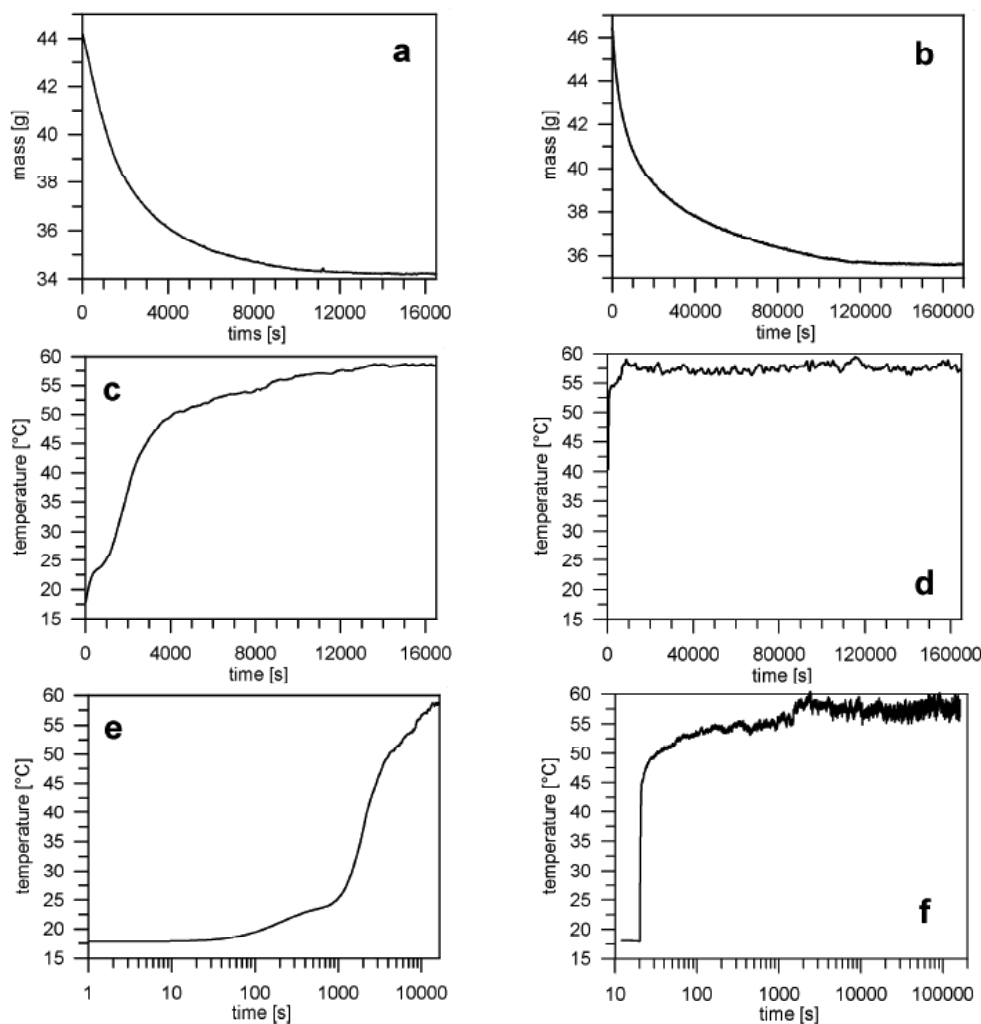 44
42
40
38
36
34
mass [g]
a
0 4000 8000 12000 16000
tims [s]
46
44
42
40
38
36
mass [g]
b
0 40000 80000 120000 160000
time [s]
60
55
50
45
40
35
30
25
20
15
temperature [°C]
c
0 4000 8000 12000 16000
time [s]
60
55
50
45
40
35
30
25
20
15
temperature [°C]
d
0 40000 80000 120000 160000
time [s]
60
55
50
45
40
35
30
25
20
15
temperature [°C]
e
1 10 100 1000 10000
time [s]
60
55
50
45
40
35
30
25
20
15
temperature [°C]
f
10 100 1000 10000 100000
time [s]